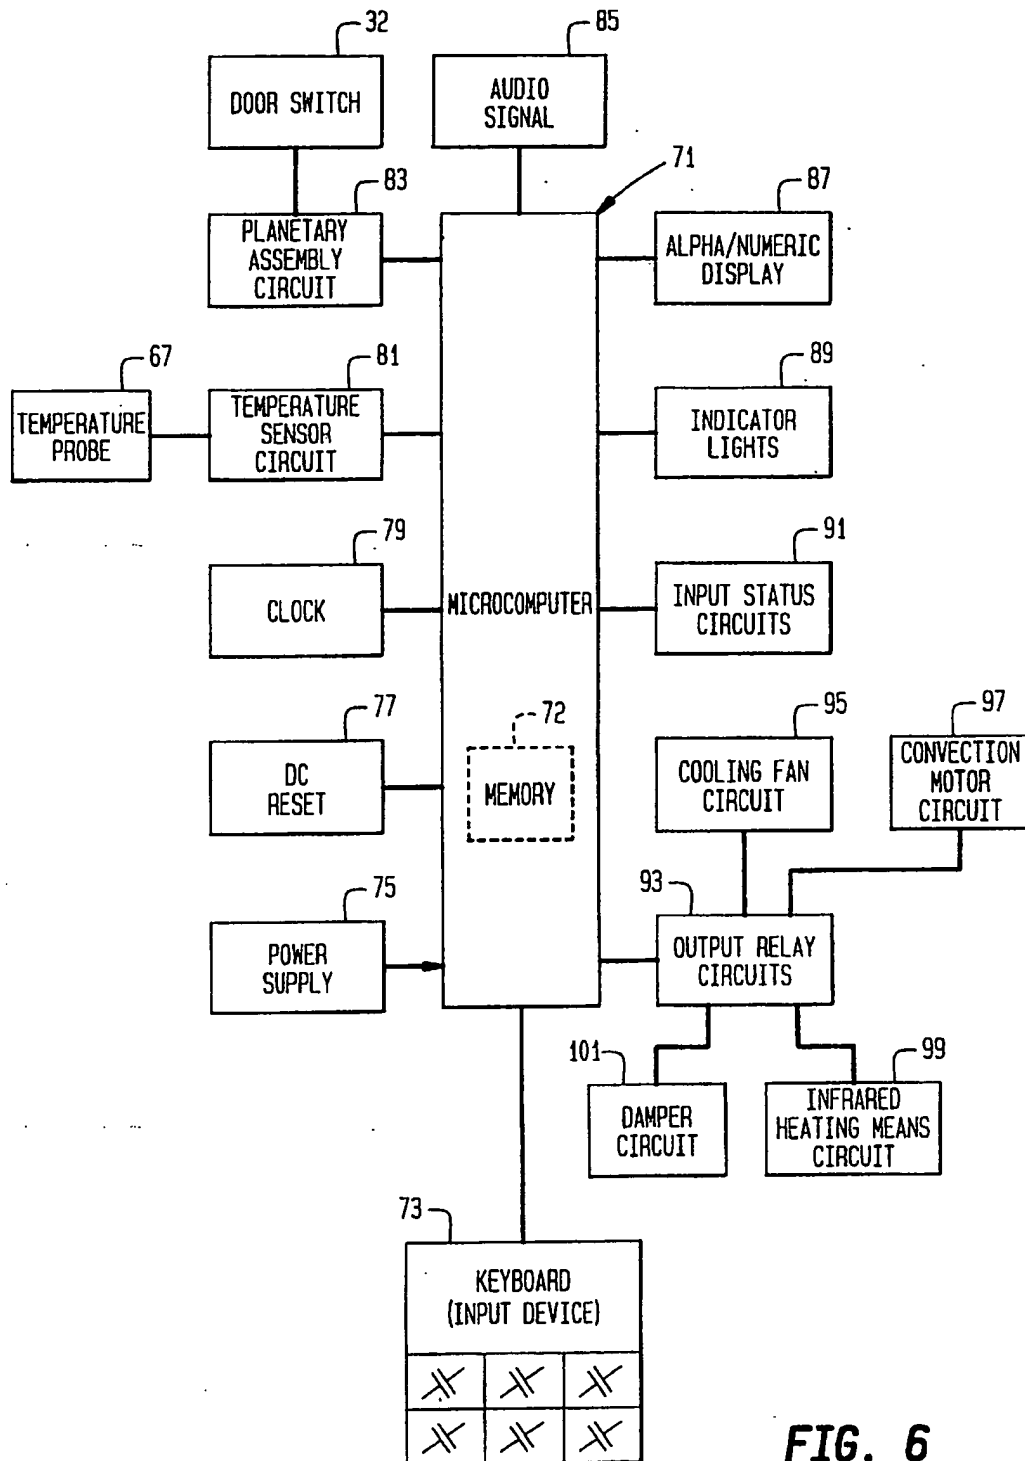 32
85
DOOR SWITCH
AUDIO
SIGNAL
71
83
87
PLANETARY
ASSEMBLY
CIRCUIT
ALPHA/NUMERIC
DISPLAY
67
81
89
TEMPERATURE
PROBE
TEMPERATURE
SENSOR
CIRCUIT
INDICATOR
LIGHTS
79
91
CLOCK
MICROCOMPUTER
INPUT STATUS
CIRCUITS
77
72
95
97
DC
RESET
MEMORY
COOLING FAN
CIRCUIT
CONVECTION
MOTOR
CIRCUIT
75
93
POWER
SUPPLY
OUTPUT RELAY
CIRCUITS
101
99
DAMPER
CIRCUIT
INFRARED
HEATING MEANS
CIRCUIT
73
KEYBOARD
(INPUT DEVICE)
FIG. 6